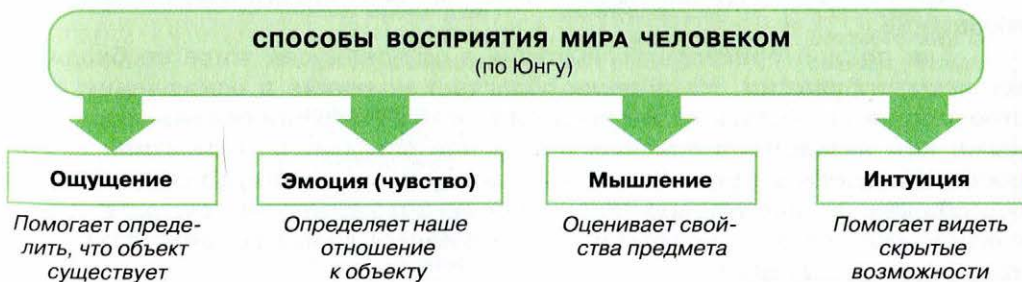 СПОСОБЫ ВОСПРИЯТИЯ МИРА ЧЕЛОВЕКОМ
(по Юнгу)
Ощущение
Помогает опреде-
лить, что объект
существует
Эмоция (чувство)
Определяет наше
отношение
к объекту
Мышление
Оценивает свой-
ства предмета
Интуиция
Помогает видеть
скрытые
возможности